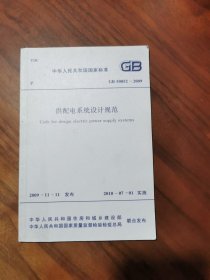 UDC
中华人民共和国国家标准
GB
P
GB 50052－2009
供配电系统设计规范
Code for design electric power supply systems
2009－11－11 发布
2010－07－01 实施
中华人民共和国住房和城乡建设部
中华人民共和国国家质量监督检验检疫总局
联合发布